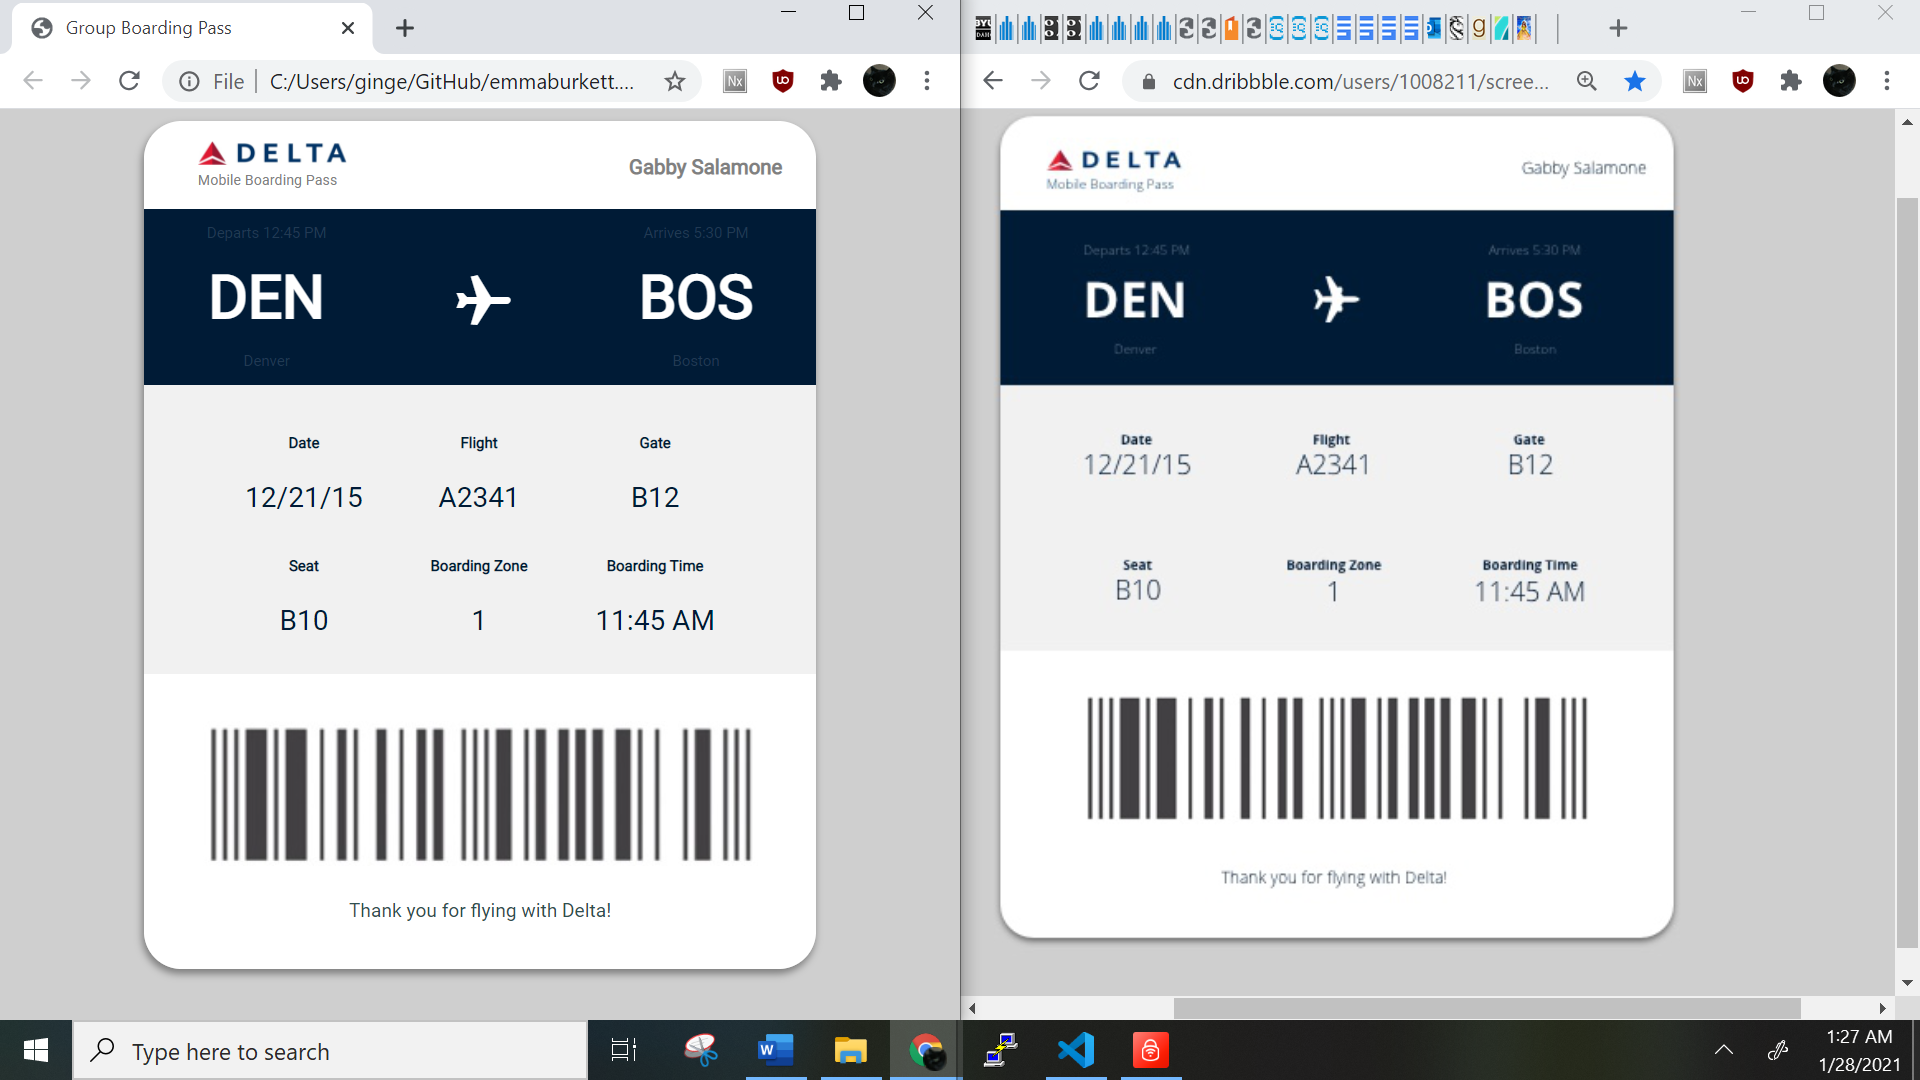 Group Boarding Pass
File
C:/Users/ginge/GitHub/emmaburkett....
Nx
DELTA
Mobile Boarding Pass
Gabby Salamone
Departs 12:45 PM
Arrives 5:30 PM
DEN
BOS
Denver
Boston
Date
Flight
Gate
12/21/15
A2341
B12
Seat
Boarding Zone
Boarding Time
B10
1
11:45 AM
Thank you for flying with Delta!
cdn.dribbble.com/users/1008211/scree...
Nx
DELTA
Mobile Boarding Pass
Gabby Salamone
Departs 12:45 PM
Arrives 5:30 PM
DEN
BOS
Denver
Boston
Date
Flight
Gate
12/21/15
A2341
B12
Seat
Boarding Zone
Boarding Time
B10
1
11:45 AM
Thank you for flying with Delta!
Type here to search
W
1:27 AM
1/28/2021